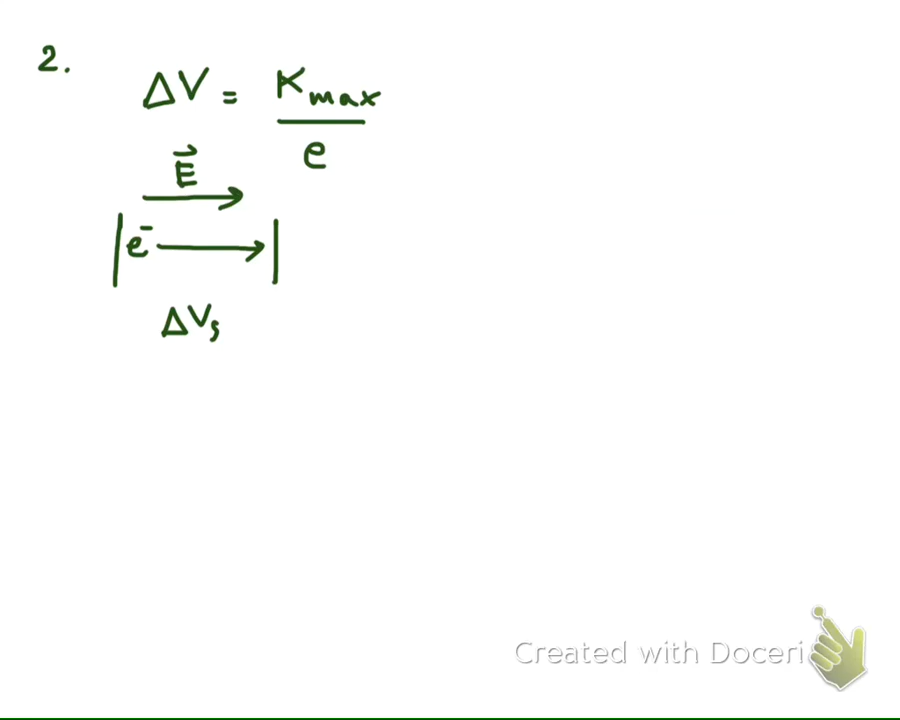 2.
ΔV = Kmax / e
E⃗
e⁻
ΔVs
Created with Doceri